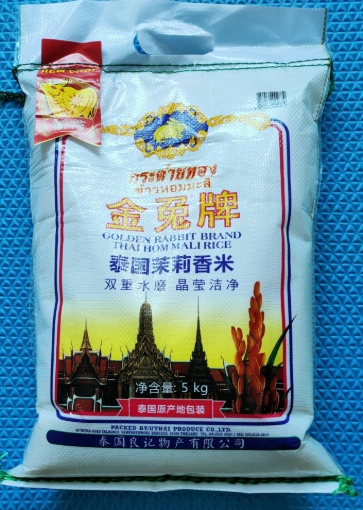 NEW CROP
กระต่ายทอง
ข้าวหอมมะลิ
金兔牌
GOLDEN RABBIT BRAND
THAI HOM MALI RICE
泰國茉莉香米
双重水磨 晶莹洁净
净含量: 5 kg
泰国原产地包装
PACKED BY:UTHAI PRODUCE CO.,LTD.
泰国良记物产有限公司